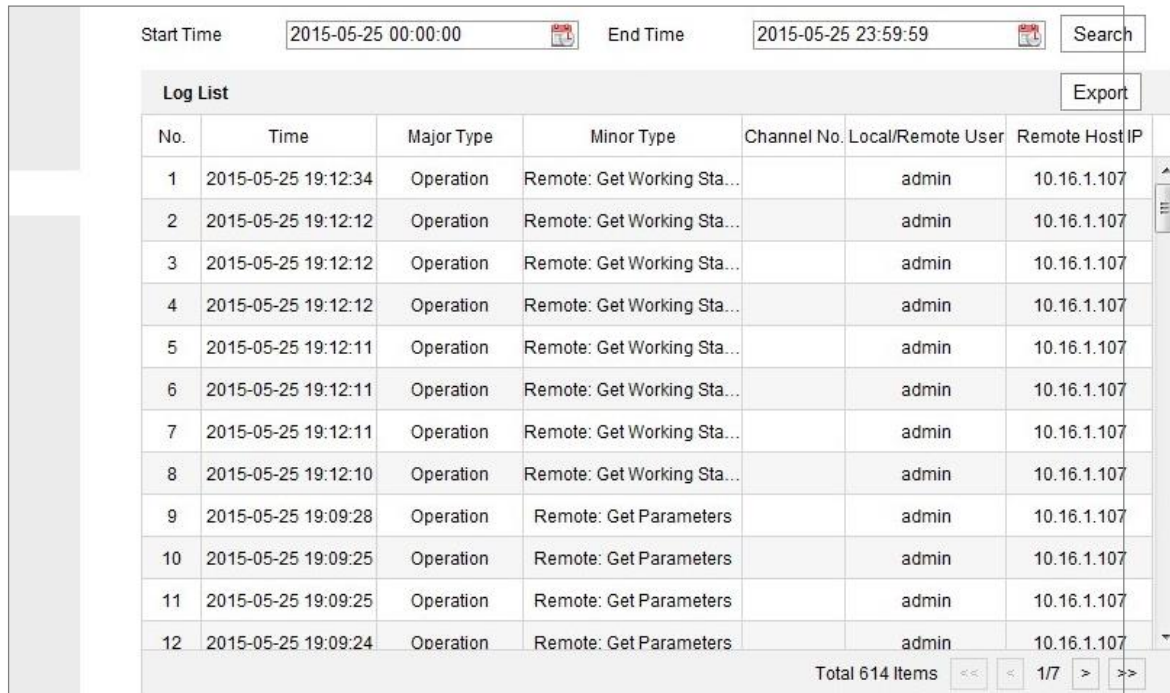 Start Time 2015-05-25 00:00:00 End Time 2015-05-25 23:59:59 Search
Log List Export
No. Time Major Type Minor Type Channel No. Local/Remote User Remote Host IP
1 2015-05-25 19:12:34 Operation Remote: Get Working Sta... admin 10.16.1.107
2 2015-05-25 19:12:12 Operation Remote: Get Working Sta... admin 10.16.1.107
3 2015-05-25 19:12:12 Operation Remote: Get Working Sta... admin 10.16.1.107
4 2015-05-25 19:12:12 Operation Remote: Get Working Sta... admin 10.16.1.107
5 2015-05-25 19:12:11 Operation Remote: Get Working Sta... admin 10.16.1.107
6 2015-05-25 19:12:11 Operation Remote: Get Working Sta... admin 10.16.1.107
7 2015-05-25 19:12:11 Operation Remote: Get Working Sta... admin 10.16.1.107
8 2015-05-25 19:12:10 Operation Remote: Get Working Sta... admin 10.16.1.107
9 2015-05-25 19:09:28 Operation Remote: Get Parameters admin 10.16.1.107
10 2015-05-25 19:09:25 Operation Remote: Get Parameters admin 10.16.1.107
11 2015-05-25 19:09:25 Operation Remote: Get Parameters admin 10.16.1.107
12 2015-05-25 19:09:24 Operation Remote: Get Parameters admin 10.16.1.107
Total 614 Items << < 1/7 > >>